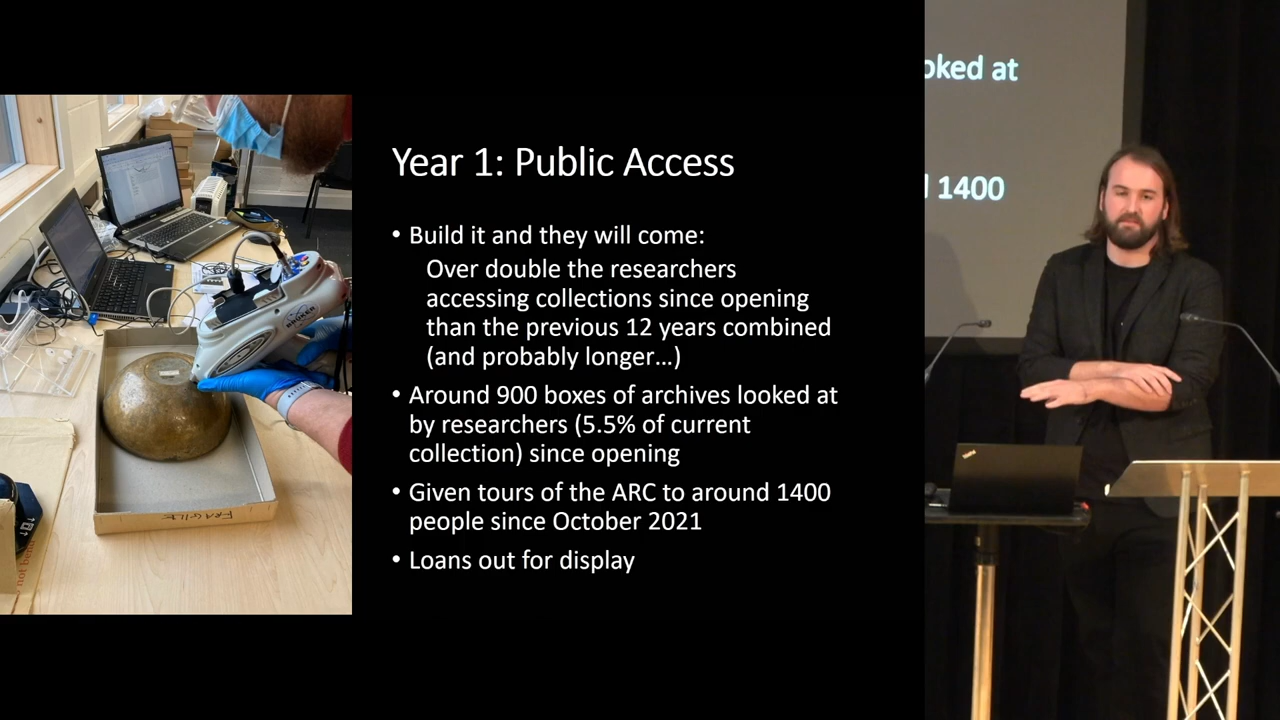 Year 1: Public Access
• Build it and they will come:
Over double the researchers
accessing collections since opening
than the previous 12 years combined
(and probably longer…)
• Around 900 boxes of archives looked at
by researchers (5.5% of current
collection) since opening
• Given tours of the ARC to around 1400
people since October 2021
• Loans out for display
BRUKER
FRAGILE
not
oked at
1400